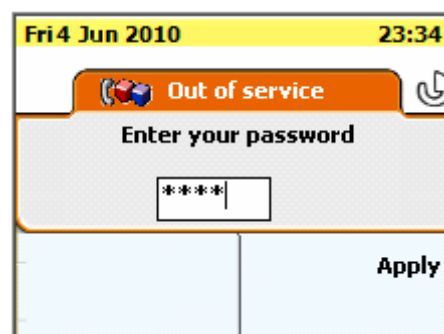 Fri 4 Jun 2010 23:34
Out of service
Enter your password
****
Apply